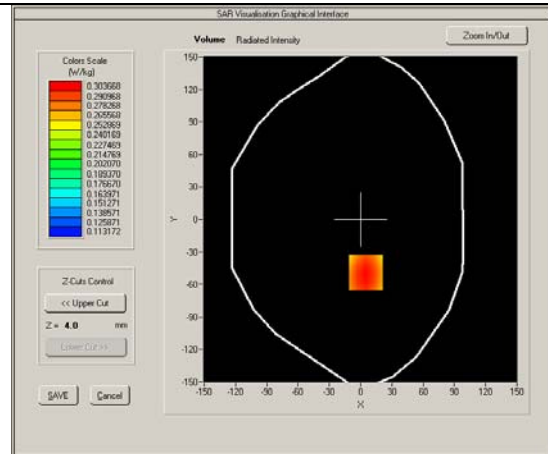 SAR Visualisation Graphical Interface
Volume Radiated Intensity
Zoom In/Out
Colors Scale
(W/kg)
0.303668
0.290968
0.278268
0.265568
0.252869
0.240169
0.227469
0.214769
0.202070
0.189370
0.176670
0.163971
0.151271
0.138571
0.125871
0.113172
Z-Cuts Control
<< Upper Cut
Z = 4.0 mm
Lower Cut >>
SAVE Cancel
150
120
90
60
30
0
-30
-60
-90
-120
-150
Y
-150 -120 -90 -60 -30 0 30 60 90 120 150
X